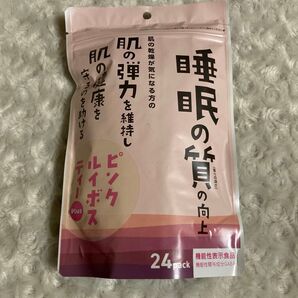 睡眠の質の向上
肌の乾燥が気になる方の
肌の弾力を維持し
肌の健康を
守るのを助ける
ピンク
ルイボス
ティー
24pack
機能性表示食品